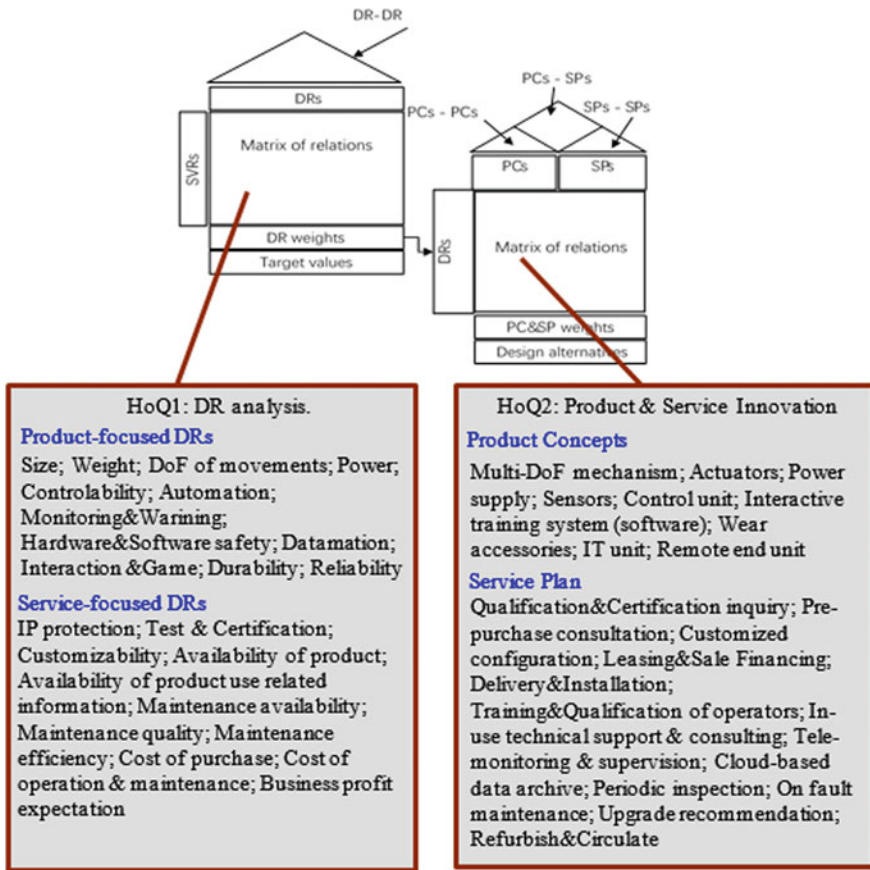 DR-DR
DRs
SVRs
Matrix of relations
DR weights
Target values
PCs - SPs
SPs - SPs
PCs - PCs
PCs
SPs
DRs
Matrix of relations
PC&SP weights
Design alternatives
HoQ1: DR analysis.
Product-focused DRs
Size; Weight; DoF of movements; Power;
Controlability; Automation;
Monitoring&Warining;
Hardware&Software safety; Datamation;
Interaction &Game; Durability; Reliability
Service-focused DRs
IP protection; Test & Certification;
Customizability; Availability of product;
Availability of product use related
information; Maintenance availability;
Maintenance quality; Maintenance
efficiency; Cost of purchase; Cost of
operation & maintenance; Business profit
expectation
HoQ2: Product & Service Innovation
Product Concepts
Multi-DoF mechanism; Actuators; Power
supply; Sensors; Control unit; Interactive
training system (software); Wear
accessories; IT unit; Remote end unit
Service Plan
Qualification&Certification inquiry; Pre-
purchase consultation; Customized
configuration; Leasing&Sale Financing;
Delivery&Installation;
Training&Qualification of operators; In-
use technical support & consulting; Tele-
monitoring & supervision; Cloud-based
data archive; Periodic inspection; On fault
maintenance; Upgrade recommendation;
Refurbish&Circulate